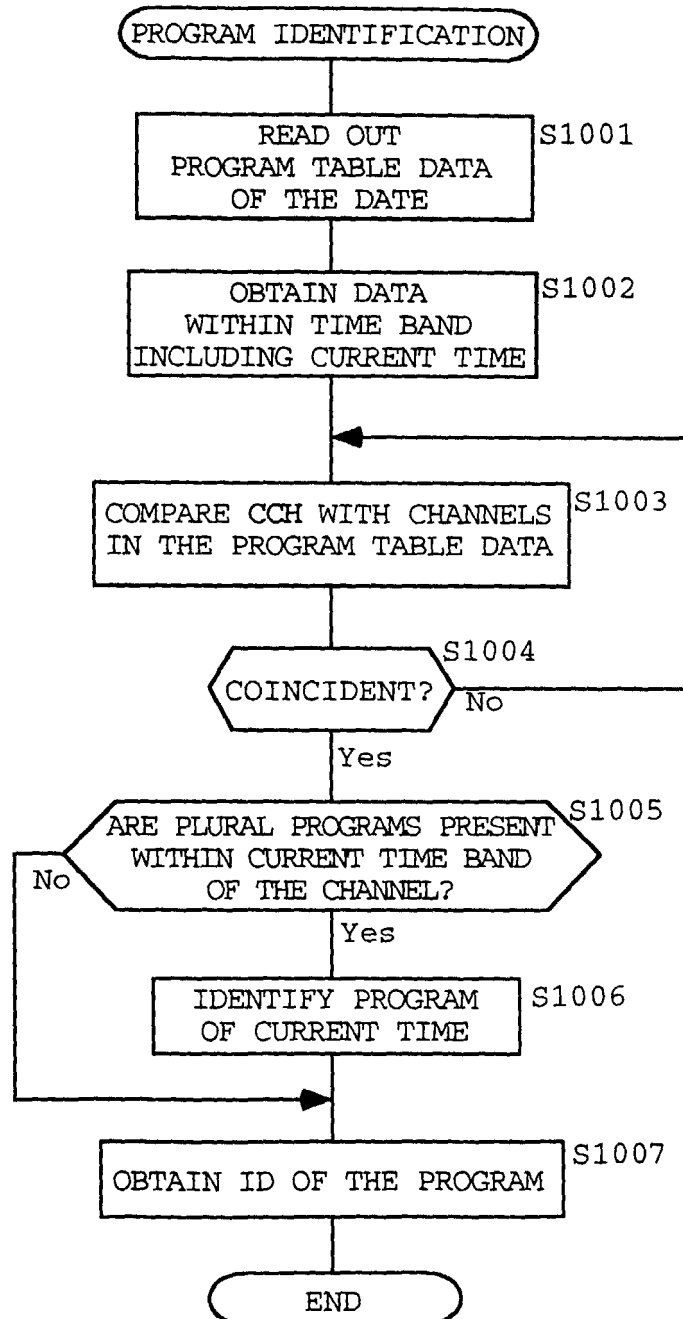 PROGRAM IDENTIFICATION
READ OUT
PROGRAM TABLE DATA
OF THE DATE
S1001
OBTAIN DATA
WITHIN TIME BAND
INCLUDING CURRENT TIME
S1002
COMPARE CCH WITH CHANNELS
IN THE PROGRAM TABLE DATA
S1003
COINCIDENT?
S1004
No
Yes
ARE PLURAL PROGRAMS PRESENT
WITHIN CURRENT TIME BAND
OF THE CHANNEL?
S1005
No
Yes
IDENTIFY PROGRAM
OF CURRENT TIME
S1006
OBTAIN ID OF THE PROGRAM
S1007
END